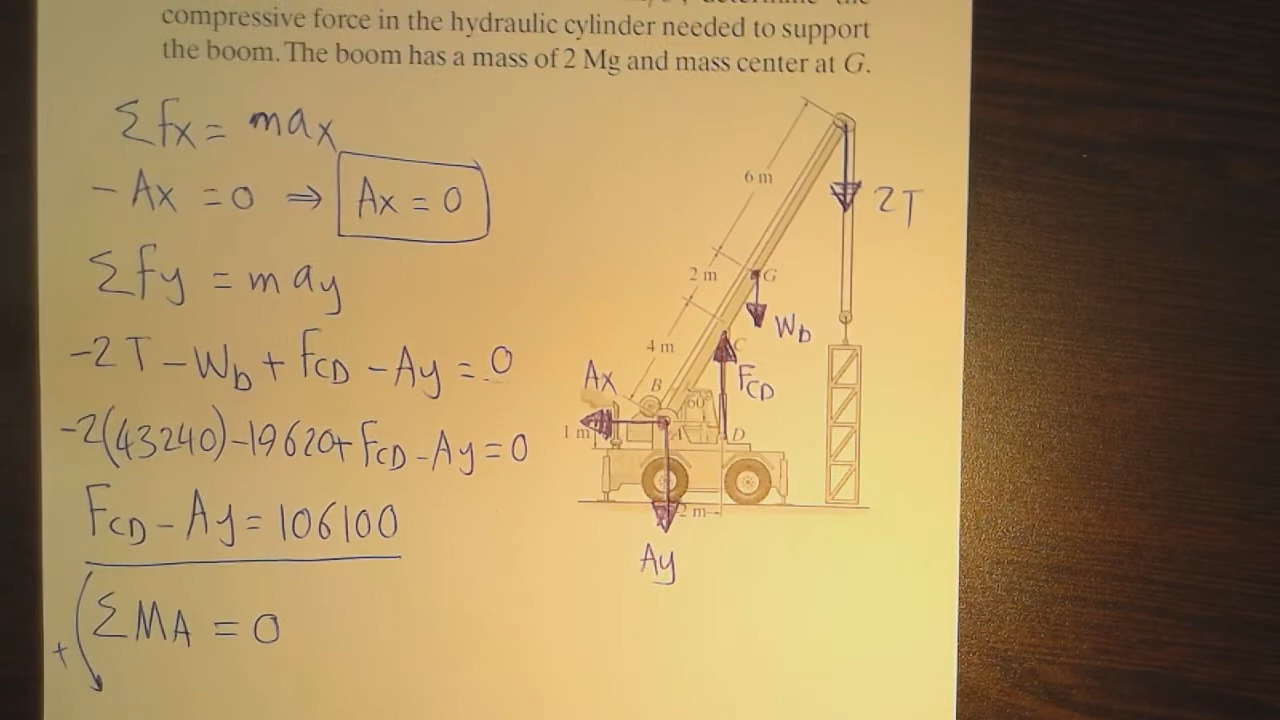 determine the
compressive force in the hydraulic cylinder needed to support
the boom. The boom has a mass of 2 Mg and mass center at G.
Σfx = max
-Ax = 0 ⇒ Ax = 0
Σfy = may
-2T - Wb + FCD - Ay = 0
-2(43240) - 19620 + FCD - Ay = 0
FCD - Ay = 106100
+ ΣMA = 0
6 m
2T
2 m
G
Wb
4 m
C
Ax
B
FCD
60°
1 m
A
D
2 m
Ay